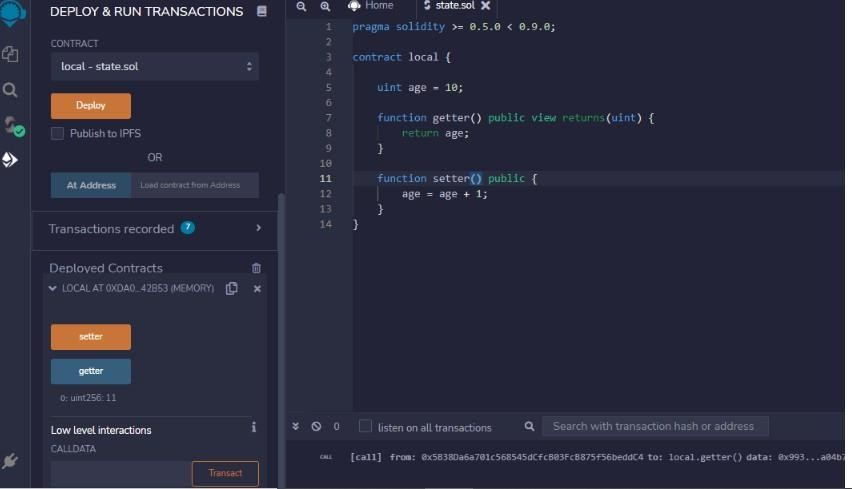 DEPLOY & RUN TRANSACTIONS
CONTRACT
local - state.sol
Deploy
Publish to IPFS
OR
At Address Load contract from Address
Transactions recorded 7
Deployed Contracts
LOCAL AT 0XDA0...42B53 (MEMORY)
setter
getter
0: uint256: 11
Low level interactions
CALLDATA
Transact
Home state.sol
1 pragma solidity >= 0.5.0 < 0.9.0;
2
3 contract local {
4
5 uint age = 10;
6
7 function getter() public view returns(uint) {
8 return age;
9 }
10
11 function setter() public {
12 age = age + 1;
13 }
14 }
0 listen on all transactions Search with transaction hash or address
CALL [call] from: 0x5B38Da6a701c568545dCfcB03FcB875f56beddC4 to: local.getter() data: 0x993...a04b7